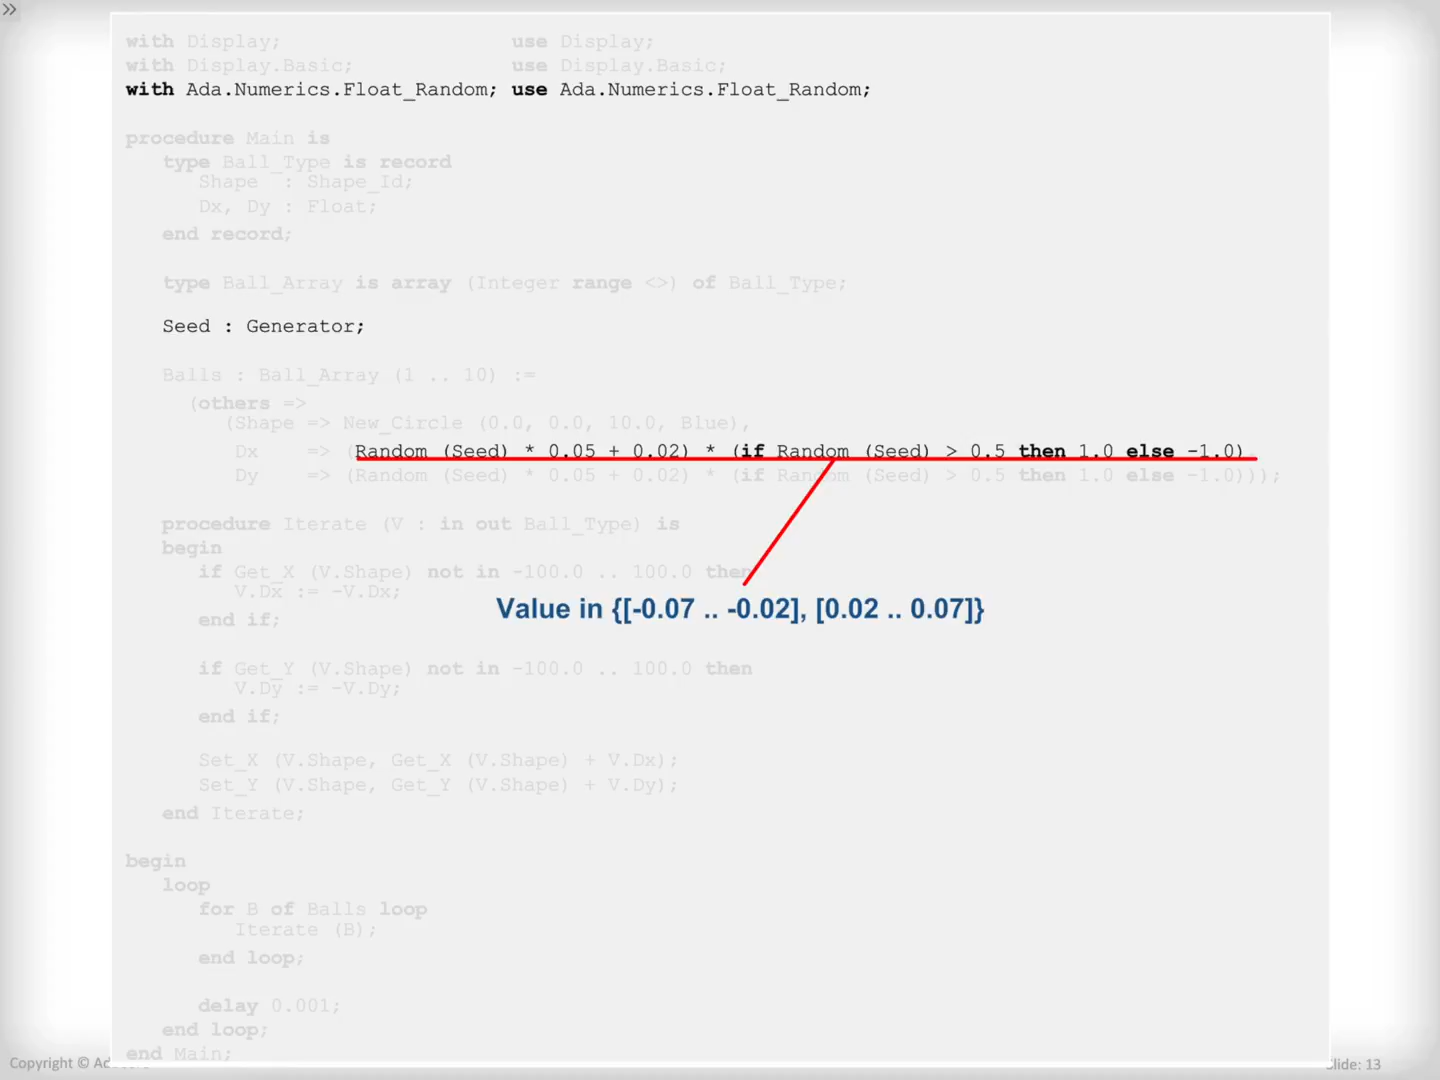 with Display; use Display;
with Display.Basic; use Display.Basic;
with Ada.Numerics.Float_Random; use Ada.Numerics.Float_Random;
procedure Main is
type Ball_Type is record
Shape : Shape_Id;
Dx, Dy : Float;
end record;
type Ball_Array is array (Integer range <>) of Ball_Type;
Seed : Generator;
Balls : Ball_Array (1 .. 10) :=
(others =>
(Shape => New_Circle (0.0, 0.0, 10.0, Blue),
Dx => (Random (Seed) * 0.05 + 0.02) * (if Random (Seed) > 0.5 then 1.0 else -1.0)
Dy => (Random (Seed) * 0.05 + 0.02) * (if Random (Seed) > 0.5 then 1.0 else -1.0)));
procedure Iterate (V : in out Ball_Type) is
begin
if Get_X (V.Shape) not in -100.0 .. 100.0 then
V.Dx := -V.Dx;
Value in {[-0.07 .. -0.02], [0.02 .. 0.07]}
end if;
if Get_Y (V.Shape) not in -100.0 .. 100.0 then
V.Dy := -V.Dy;
end if;
Set_X (V.Shape, Get_X (V.Shape) + V.Dx);
Set_Y (V.Shape, Get_Y (V.Shape) + V.Dy);
end Iterate;
begin
loop
for B of Balls loop
Iterate (B);
end loop;
delay 0.001;
end loop;
end Main;
Copyright ©
Slide: 13